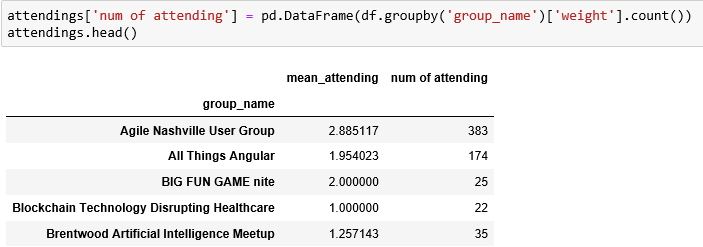 attendings['num of attending'] = pd.DataFrame(df.groupby('group_name')['weight'].count())
attendings.head()
mean_attending num of attending
group_name
Agile Nashville User Group 2.885117 383
All Things Angular 1.954023 174
BIG FUN GAME nite 2.000000 25
Blockchain Technology Disrupting Healthcare 1.000000 22
Brentwood Artificial Intelligence Meetup 1.257143 35